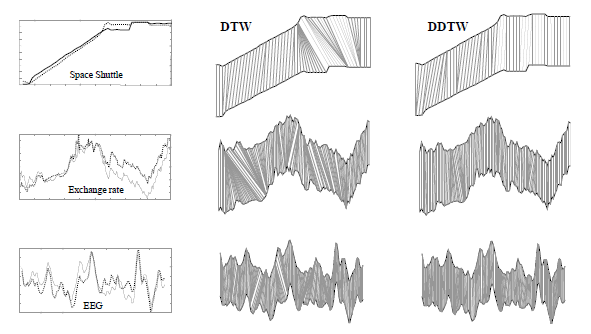 DTW
DDTW
Space Shuttle
Exchange rate
EEG